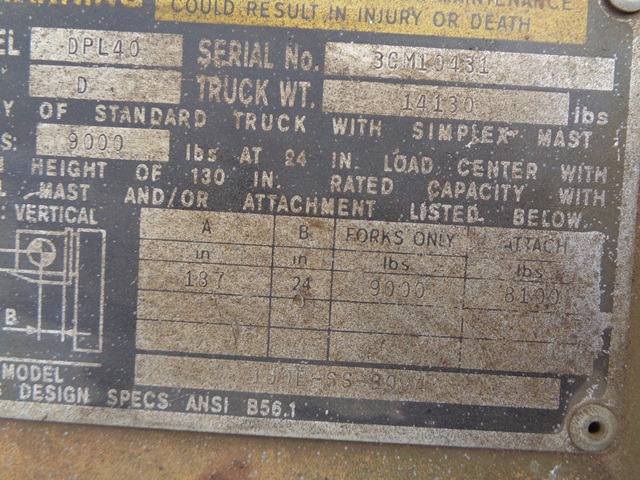 MAINTENANCE
COULD RESULT IN INJURY OR DEATH
EL DPL40 SERIAL No. 3CM10431
D TRUCK WT. 14130 lbs
Y OF STANDARD TRUCK WITH SIMPLEX MAST
S: 9000 lbs AT 24 IN. LOAD CENTER WITH
HEIGHT OF 130 IN. RATED CAPACITY WITH
MAST AND/OR ATTACHMENT LISTED BELOW
VERTICAL
A B FORKS ONLY ATTACH
in in lbs lbs
187 24 9000 8100
B
MODEL
DESIGN SPECS ANSI B56.1